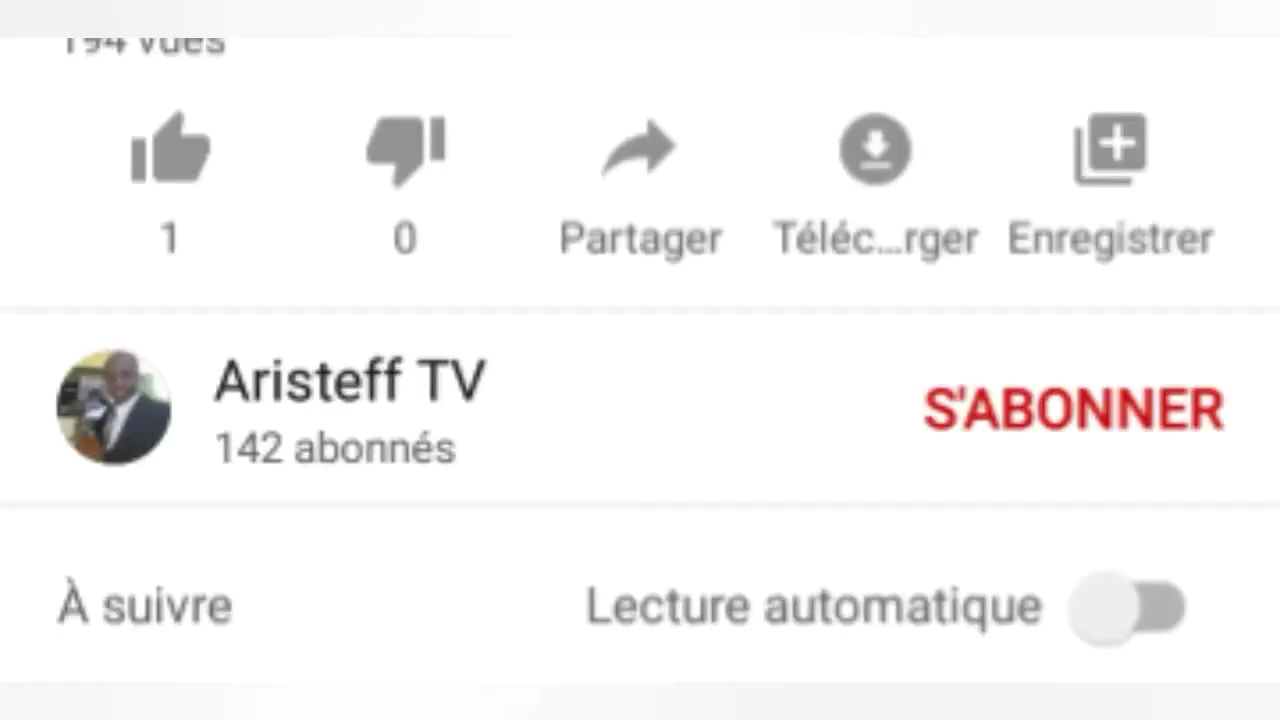 194 vues
1
0
Partager
Téléc...rger
Enregistrer
Aristeff TV
S'ABONNER
142 abonnés
À suivre
Lecture automatique